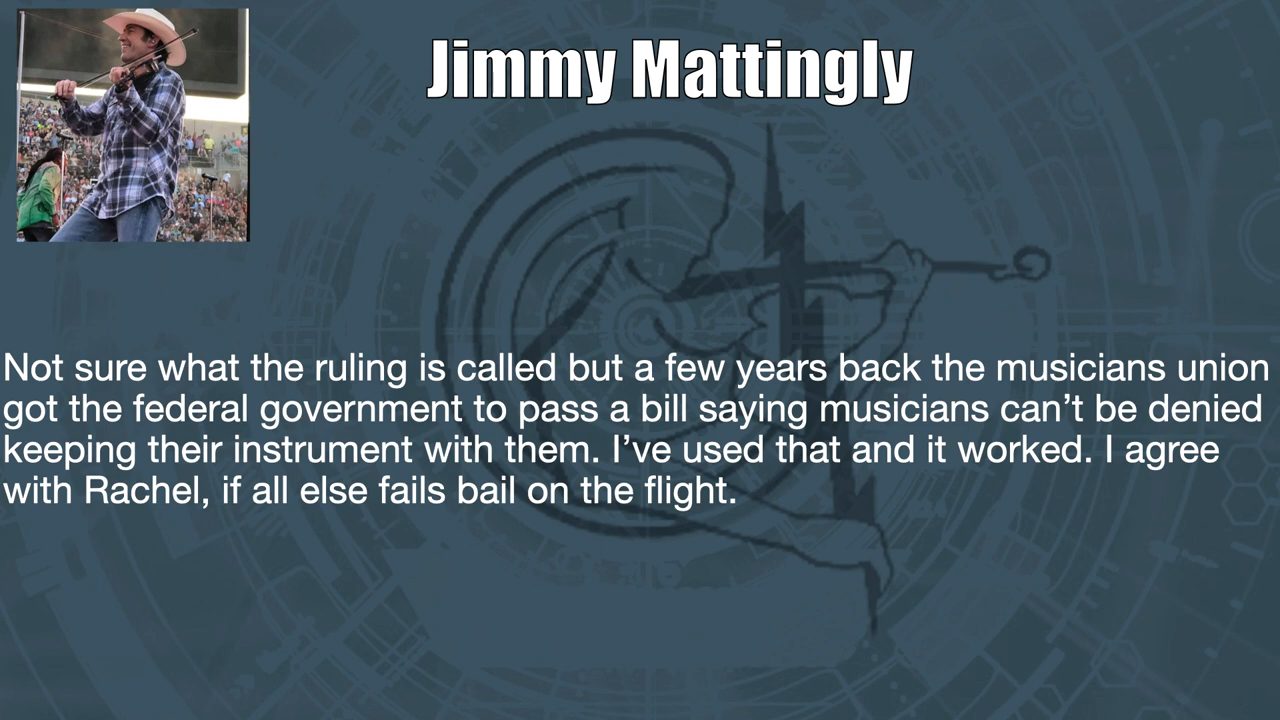 Jimmy Mattingly
Not sure what the ruling is called but a few years back the musicians union
got the federal government to pass a bill saying musicians can’t be denied
keeping their instrument with them. I’ve used that and it worked. I agree
with Rachel, if all else fails bail on the flight.